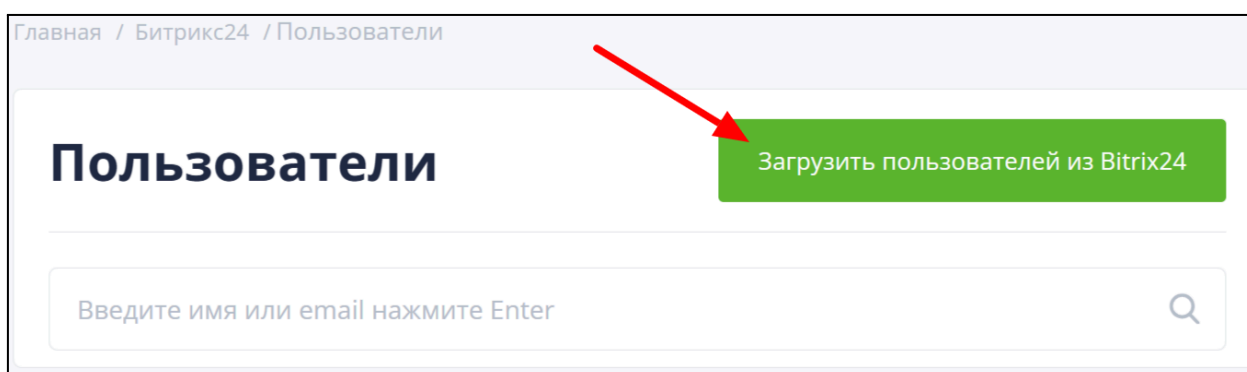 Главная / Битрикс24 / Пользователи
Пользователи
Загрузить пользователей из Bitrix24
Введите имя или email нажмите Enter